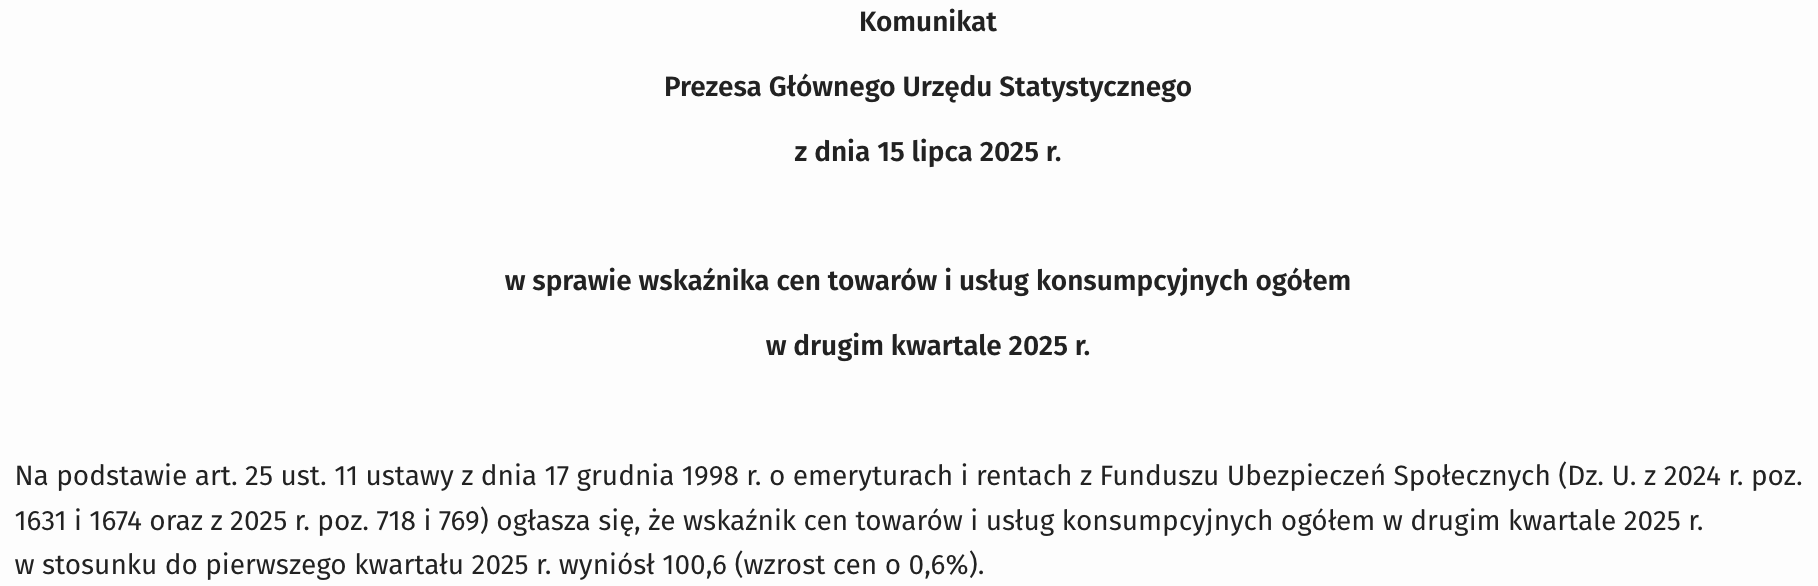 Komunikat
Prezesa Głównego Urzędu Statystycznego
z dnia 15 lipca 2025 r.
w sprawie wskaźnika cen towarów i usług konsumpcyjnych ogółem
w drugim kwartale 2025 r.
Na podstawie art. 25 ust. 11 ustawy z dnia 17 grudnia 1998 r. o emeryturach i rentach z Funduszu Ubezpieczeń Społecznych (Dz. U. z 2024 r. poz.
1631 i 1674 oraz z 2025 r. poz. 718 i 769) ogłasza się, że wskaźnik cen towarów i usług konsumpcyjnych ogółem w drugim kwartale 2025 r.
w stosunku do pierwszego kwartału 2025 r. wyniósł 100,6 (wzrost cen o 0,6%).